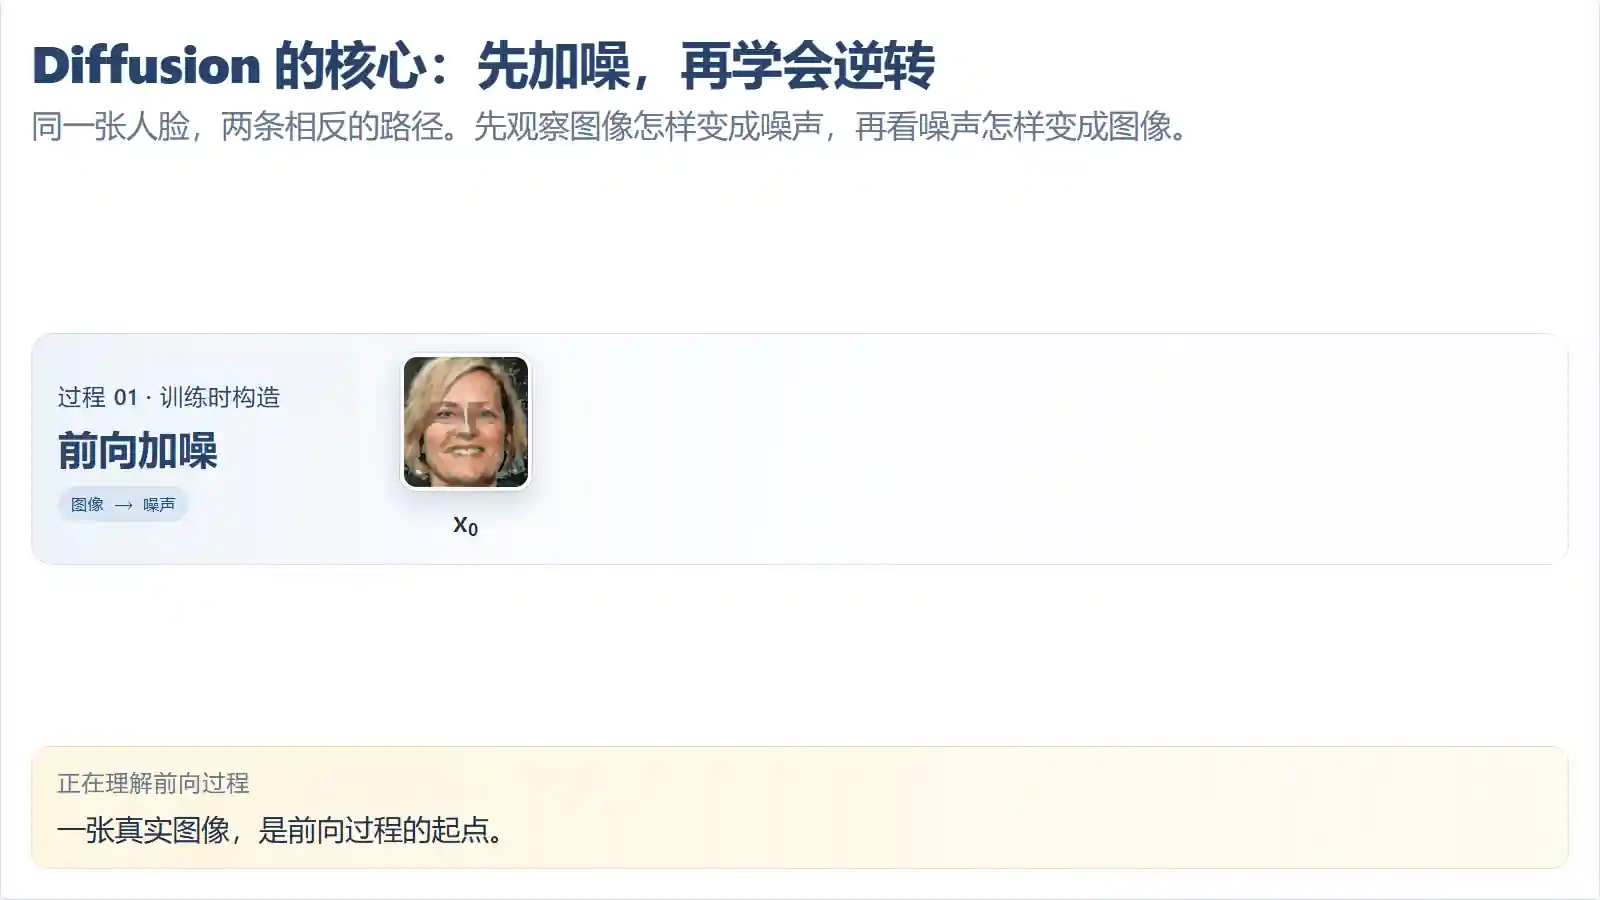 Diffusion 的核心：先加噪，再学会逆转
同一张人脸，两条相反的路径。先观察图像怎样变成噪声，再看噪声怎样变成图像。
过程 01 · 训练时构造
前向加噪
图像 → 噪声
X₀
正在理解前向过程
一张真实图像，是前向过程的起点。